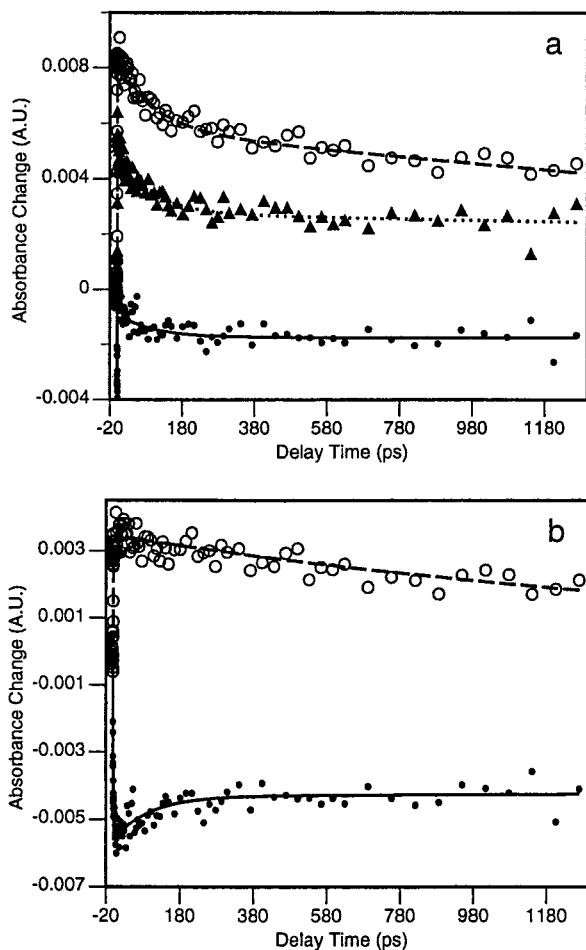 a
0.008
0.004
0
-0.004
Absorbance Change (A.U.)
-20 180 380 580 780 980 1180
Delay Time (ps)
b
0.003
0.001
-0.001
-0.003
-0.005
-0.007
Absorbance Change (A.U.)
-20 180 380 580 780 980 1180
Delay Time (ps)